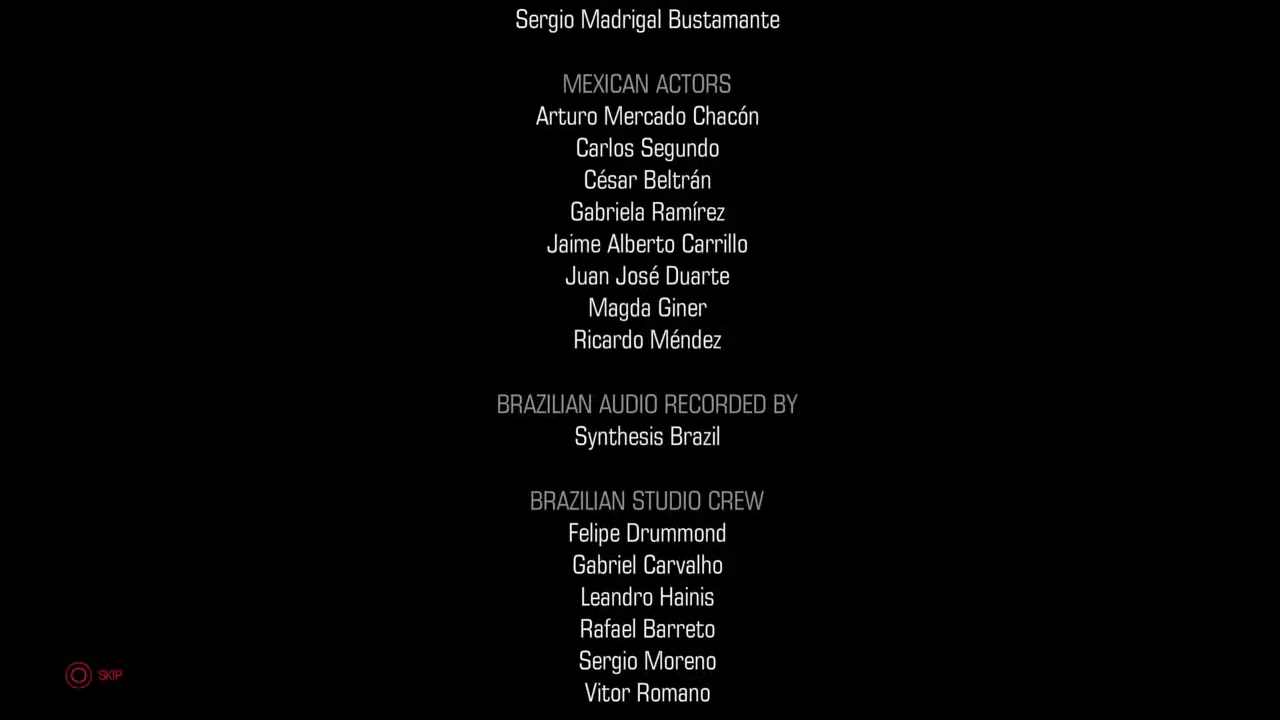 Sergio Madrigal Bustamante
MEXICAN ACTORS
Arturo Mercado Chacón
Carlos Segundo
César Beltrán
Gabriela Ramírez
Jaime Alberto Carrillo
Juan José Duarte
Magda Giner
Ricardo Méndez
BRAZILIAN AUDIO RECORDED BY
Synthesis Brazil
BRAZILIAN STUDIO CREW
Felipe Drummond
Gabriel Carvalho
Leandro Hainis
Rafael Barreto
Sergio Moreno
Vitor Romano
SKIP